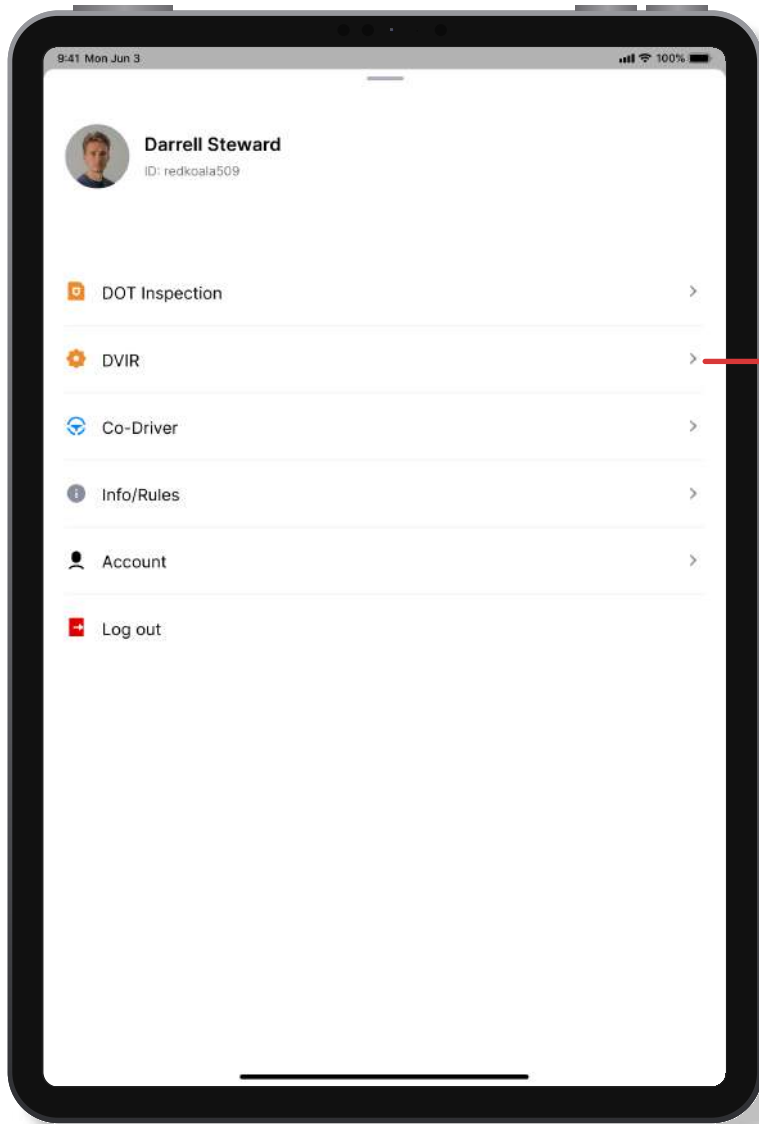 9:41 Mon Jun 3
100%
Darrell Steward
ID: redkoala509
DOT Inspection
DVIR
Co-Driver
Info/Rules
Account
Log out